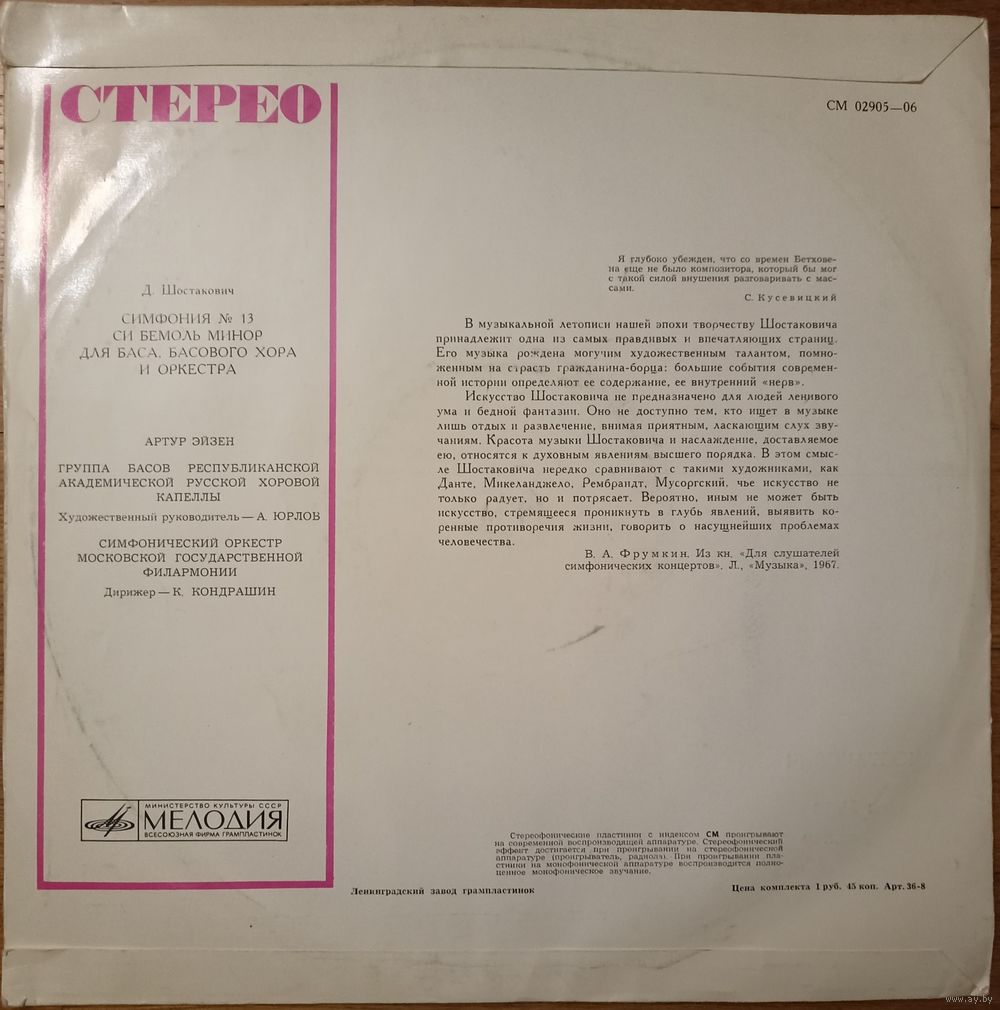 СТЕРЕО
СМ 02905—06
Д. Шостакович
СИМФОНИЯ № 13
СИ БЕМОЛЬ МИНОР
ДЛЯ БАСА, БАСОВОГО ХОРА
И ОРКЕСТРА
АРТУР ЭЙЗЕН
ГРУППА БАСОВ РЕСПУБЛИКАНСКОЙ
АКАДЕМИЧЕСКОЙ РУССКОЙ ХОРОВОЙ
КАПЕЛЛЫ
Художественный руководитель — А. ЮРЛОВ
СИМФОНИЧЕСКИЙ ОРКЕСТР
МОСКОВСКОЙ ГОСУДАРСТВЕННОЙ
ФИЛАРМОНИИ
Дирижер — К. КОНДРАШИН
Я глубоко убежден, что со времен Бетхове-
на еще не было композитора, который бы мог
с такой силой внушения разговаривать с мас-
сами.
С. Кусевицкий
В музыкальной летописи нашей эпохи творчеству Шостаковича
принадлежит одна из самых правдивых и впечатляющих страниц.
Его музыка рождена могучим художественным талантом, помно-
женным на страсть гражданина-борца: большие события современ-
ной истории определяют ее содержание, ее внутренний «нерв».
Искусство Шостаковича не предназначено для людей ленивого
ума и бедной фантазии. Оно не доступно тем, кто ищет в музыке
лишь отдых и развлечение, внимая приятным, ласкающим слух зву-
чаниям. Красота музыки Шостаковича и наслаждение, доставляемое
ею, относятся к духовным явлениям высшего порядка. В этом смыс-
ле Шостаковича нередко сравнивают с такими художниками, как
Данте, Микеланджело, Рембрандт, Мусоргский, чье искусство не
только радует, но и потрясает. Вероятно, иным не может быть
искусство, стремящееся проникнуть в глубь явлений, выявить ко-
ренные противоречия жизни, говорить о насущнейших проблемах
человечества.
В. А. Фрумкин. Из кн. «Для слушателей
симфонических концертов». Л., «Музыка», 1967.
МИНИСТЕРСТВО КУЛЬТУРЫ СССР
МЕЛОДИЯ
ВСЕСОЮЗНАЯ ФИРМА ГРАМПЛАСТИНОК
Стереофонические пластинки с индексом СМ проигрывают
на современной воспроизводящей аппаратуре. Стереофонический
эффект достигается при проигрывании на стереофонической
аппаратуре (проигрыватель, радиола). При проигрывании пла-
стинки на монофонической аппаратуре воспроизводится полно-
ценное монофоническое звучание.
Ленинградский завод грампластинок
Цена комплекта 1 руб. 45 коп. Арт. 36-8
www.ay.by